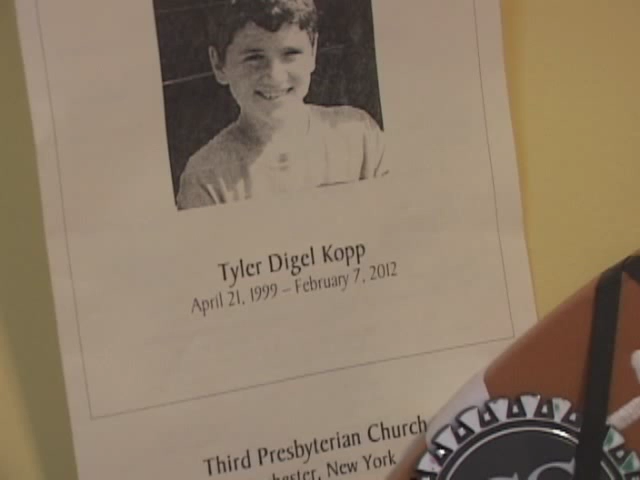 Tyler Digel Kopp
April 21, 1999 – February 7, 2012
Third Presbyterian Church
New York